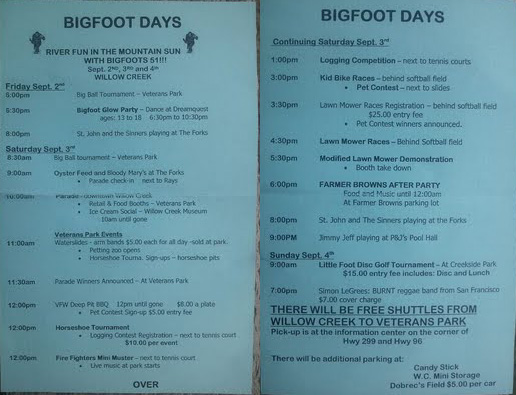 BIGFOOT DAYS
RIVER FUN IN THE MOUNTAIN SUN
WITH BIGFOOTS 51!!!
Sept. 2nd, 3rd and 4th
WILLOW CREEK
Friday Sept. 2nd
5:00pm Big Ball Tournament – Veterans Park
6:30pm Bigfoot Glow Party – Dance at Dreamquest
ages: 13 to 18 6:30pm to 10:30pm
8:00pm St. John and the Sinners playing at The Forks
Saturday Sept. 3rd
8:30am Big Ball tournament – Veterans Park
9:00am Oyster Feed and Bloody Mary's at The Forks
• Parade check-in next to Rays
10:00am Parade – downtown Willow Creek
• Retail & Food Booths – Veterans Park
• Ice Cream Social – Willow Creek Museum
10am until gone
Veterans Park Events
11:00am Waterslides - arm bands $5.00 each for all day -sold at park.
• Petting zoo opens
• Horseshoe Tourna. Sign-ups – horseshoe pits
11:30am Parade Winners Announced – At Veterans Park
12:00pm VFW Deep Pit BBQ 12pm until gone $8.00 a plate
• Pet Contest Sign-up $5.00 entry fee
12:00pm Horseshoe Tournament
• Logging Contest Registration – next to tennis court
$10.00 per event
12:00pm Fire Fighters Mini Muster – next to tennis court
• Live music at park starts
OVER
BIGFOOT DAYS
Continuing Saturday Sept. 3rd
1:00pm Logging Competition – next to tennis courts
3:00pm Kid Bike Races – behind softball field
• Pet Contest – next to slides
3:30pm Lawn Mower Races Registration – behind softball field
$25.00 entry fee
• Pet Contest winners announced.
4:30pm Lawn Mower Races – Behind Softball field
5:30pm Modified Lawn Mower Demonstration
• Booth take down
6:00pm FARMER BROWNS AFTER PARTY
Food and Music until 12:00am
At Farmer Browns parking lot
8:00pm St. John and the Sinners playing at the Forks
9:00PM Jimmy Jeff playing at P&J's Pool Hall
Sunday Sept. 4th
9:00am Little Foot Disc Golf Tournament – At Creekside Park
$15.00 entry fee includes: Disc and Lunch
7:00pm Simon LeGrees: BURNT reggae band from San Francisco
$7.00 cover charge
THERE WILL BE FREE SHUTTLES FROM
WILLOW CREEK TO VETERANS PARK
Pick-up is at the information center on the corner of
Hwy 299 and Hwy 96
There will be additional parking at:
Candy Stick
W.C. Mini Storage
Dobrec's Field $5.00 per car